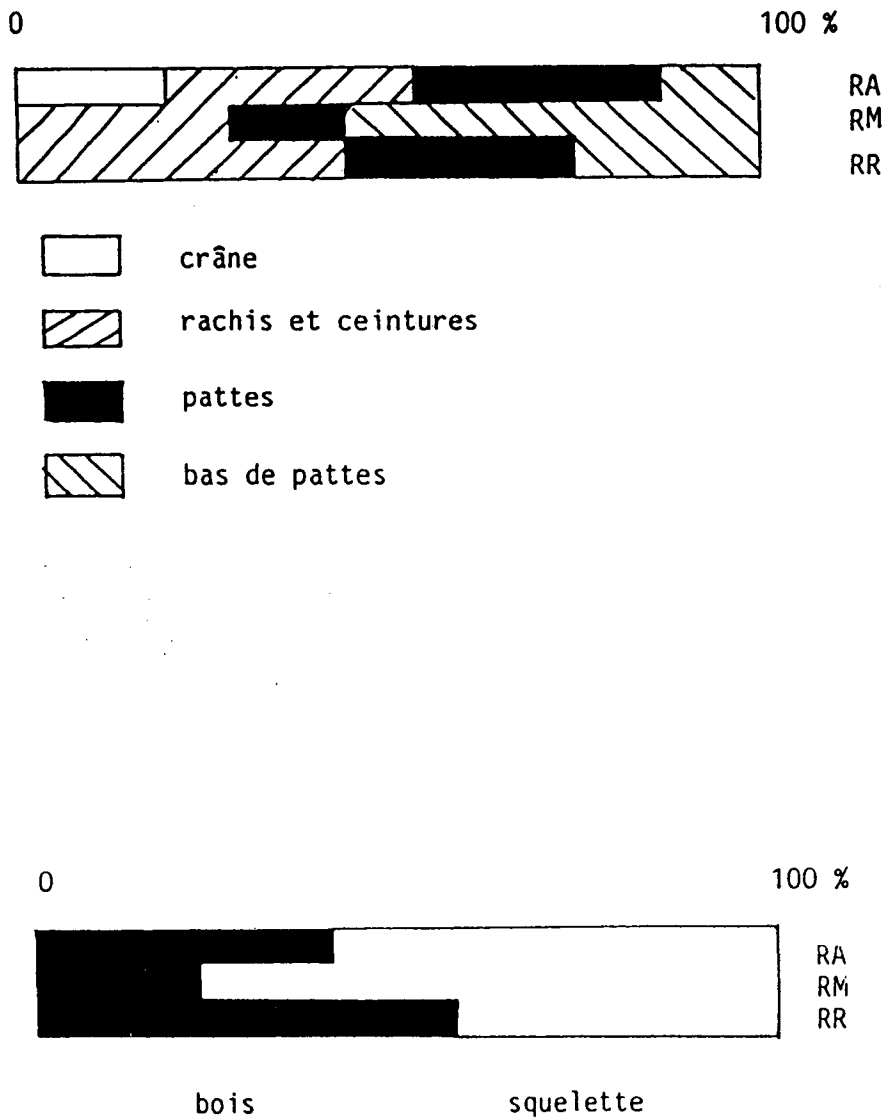 0 100 %
RA
RM
RR
crâne
rachis et ceintures
pattes
bas de pattes
0 100 %
RA
RM
RR
bois squelette